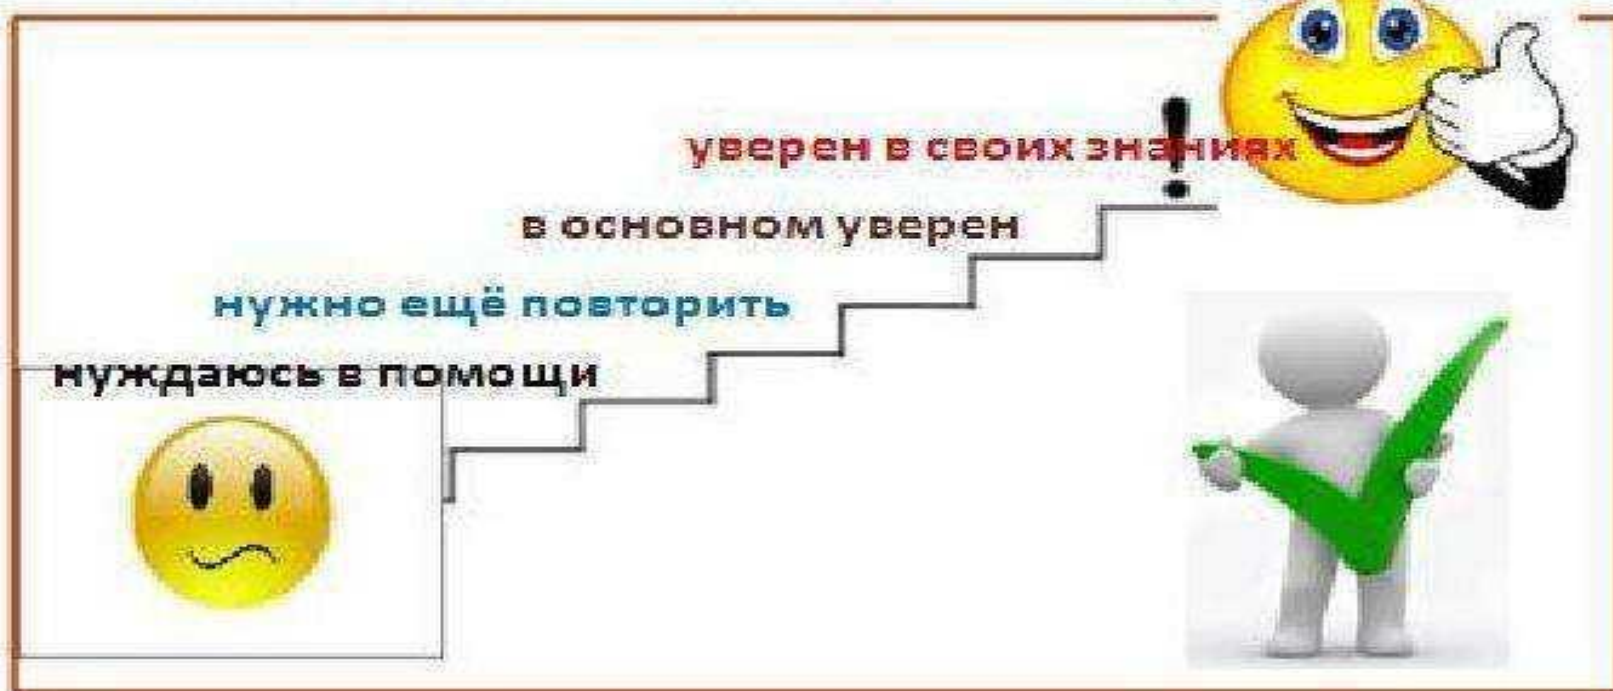 уверен в своих знаниях!
в основном уверен
нужно ещё повторить
нуждаюсь в помощи